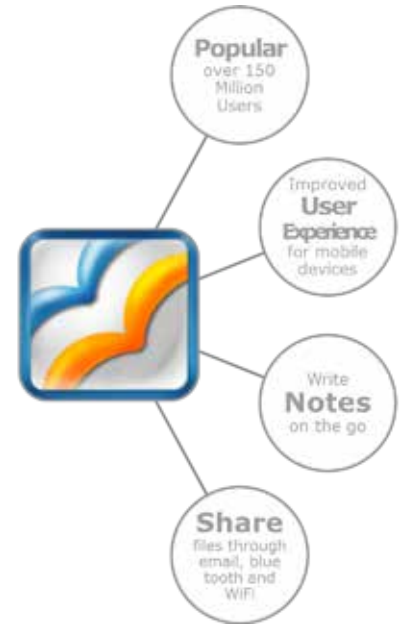 Popular
over 150
Million
Users
Improved
User
Experience
for mobile
devices
Write
Notes
on the go
Share
files through
email, blue
tooth and
WiFi